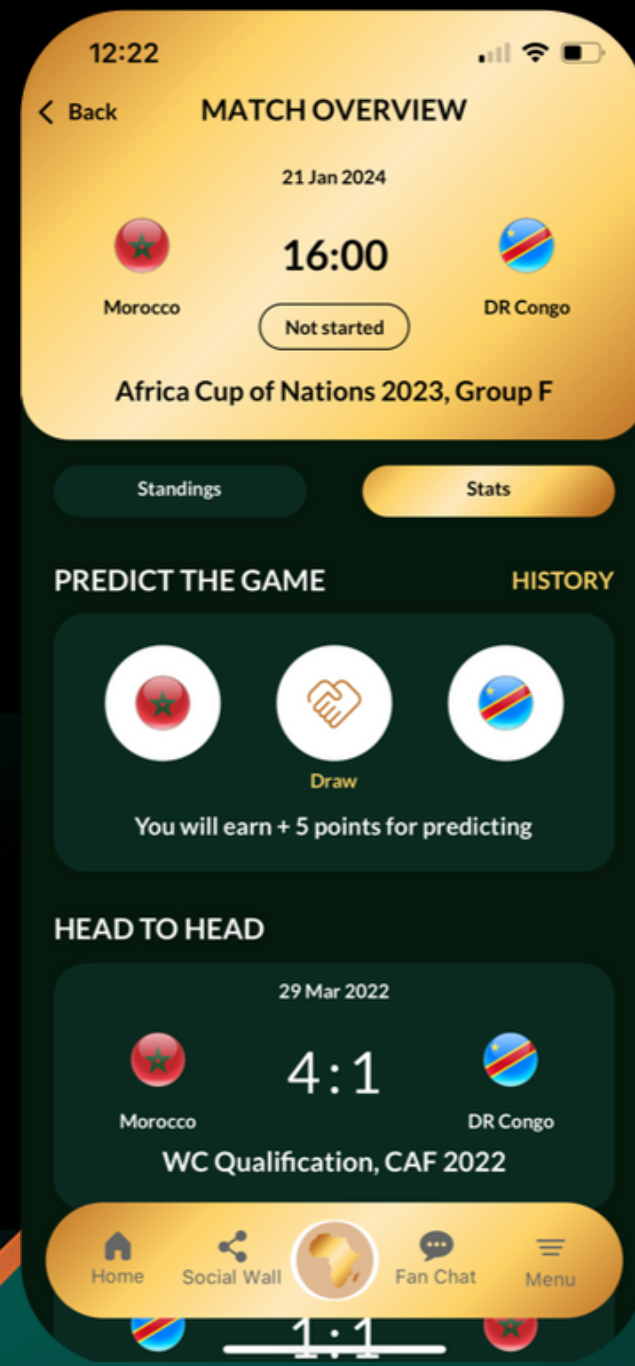 12:22
Back MATCH OVERVIEW
21 Jan 2024
16:00
Morocco DR Congo
Not started
Africa Cup of Nations 2023, Group F
Standings Stats
PREDICT THE GAME HISTORY
Draw
You will earn + 5 points for predicting
HEAD TO HEAD
29 Mar 2022
4:1
Morocco DR Congo
WC Qualification, CAF 2022
Home Social Wall Fan Chat Menu
1:1